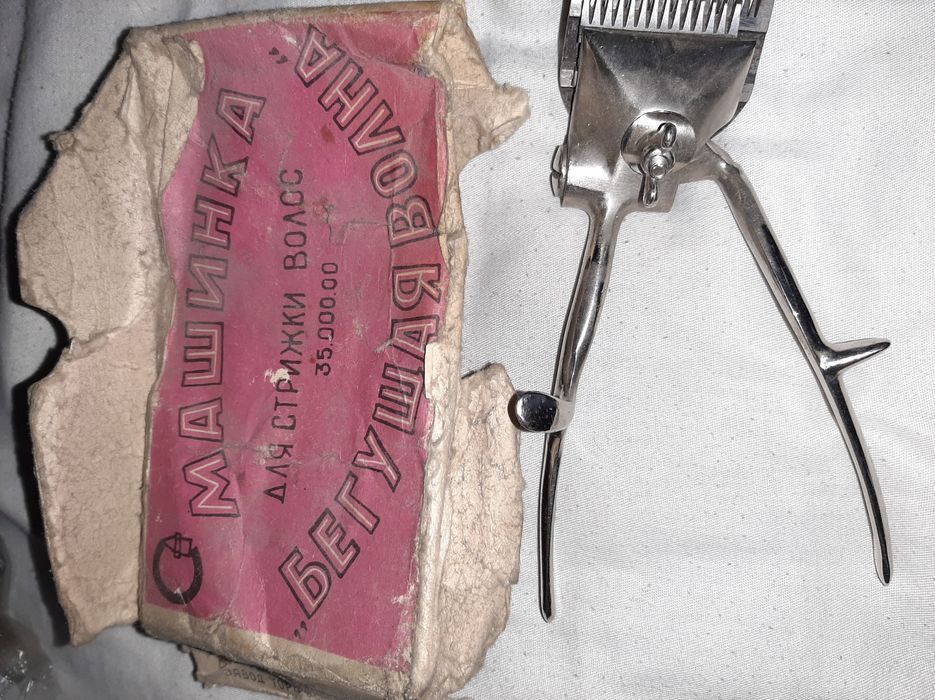 МАШИНКА
ДЛЯ СТРИЖКИ ВОЛОС
35.000.00
„БЕГУЩАЯ ВОЛНА”